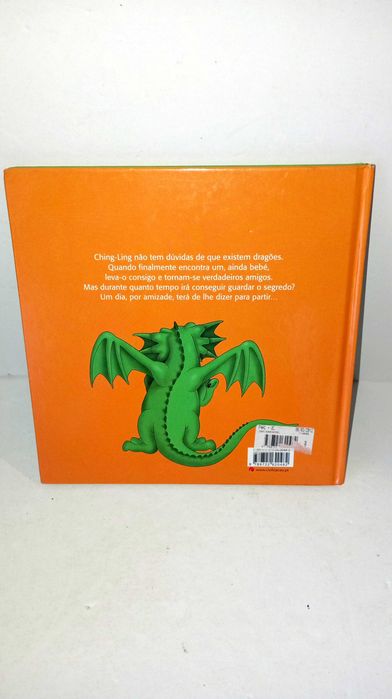 Ching-Ling não tem dúvidas de que existem dragões.
Quando finalmente encontra um, ainda bebé,
leva-o consigo e tornam-se verdadeiros amigos.
Mas durante quanto tempo irá conseguir guardar o segredo?
Um dia, por amizade, terá de lhe dizer para partir...